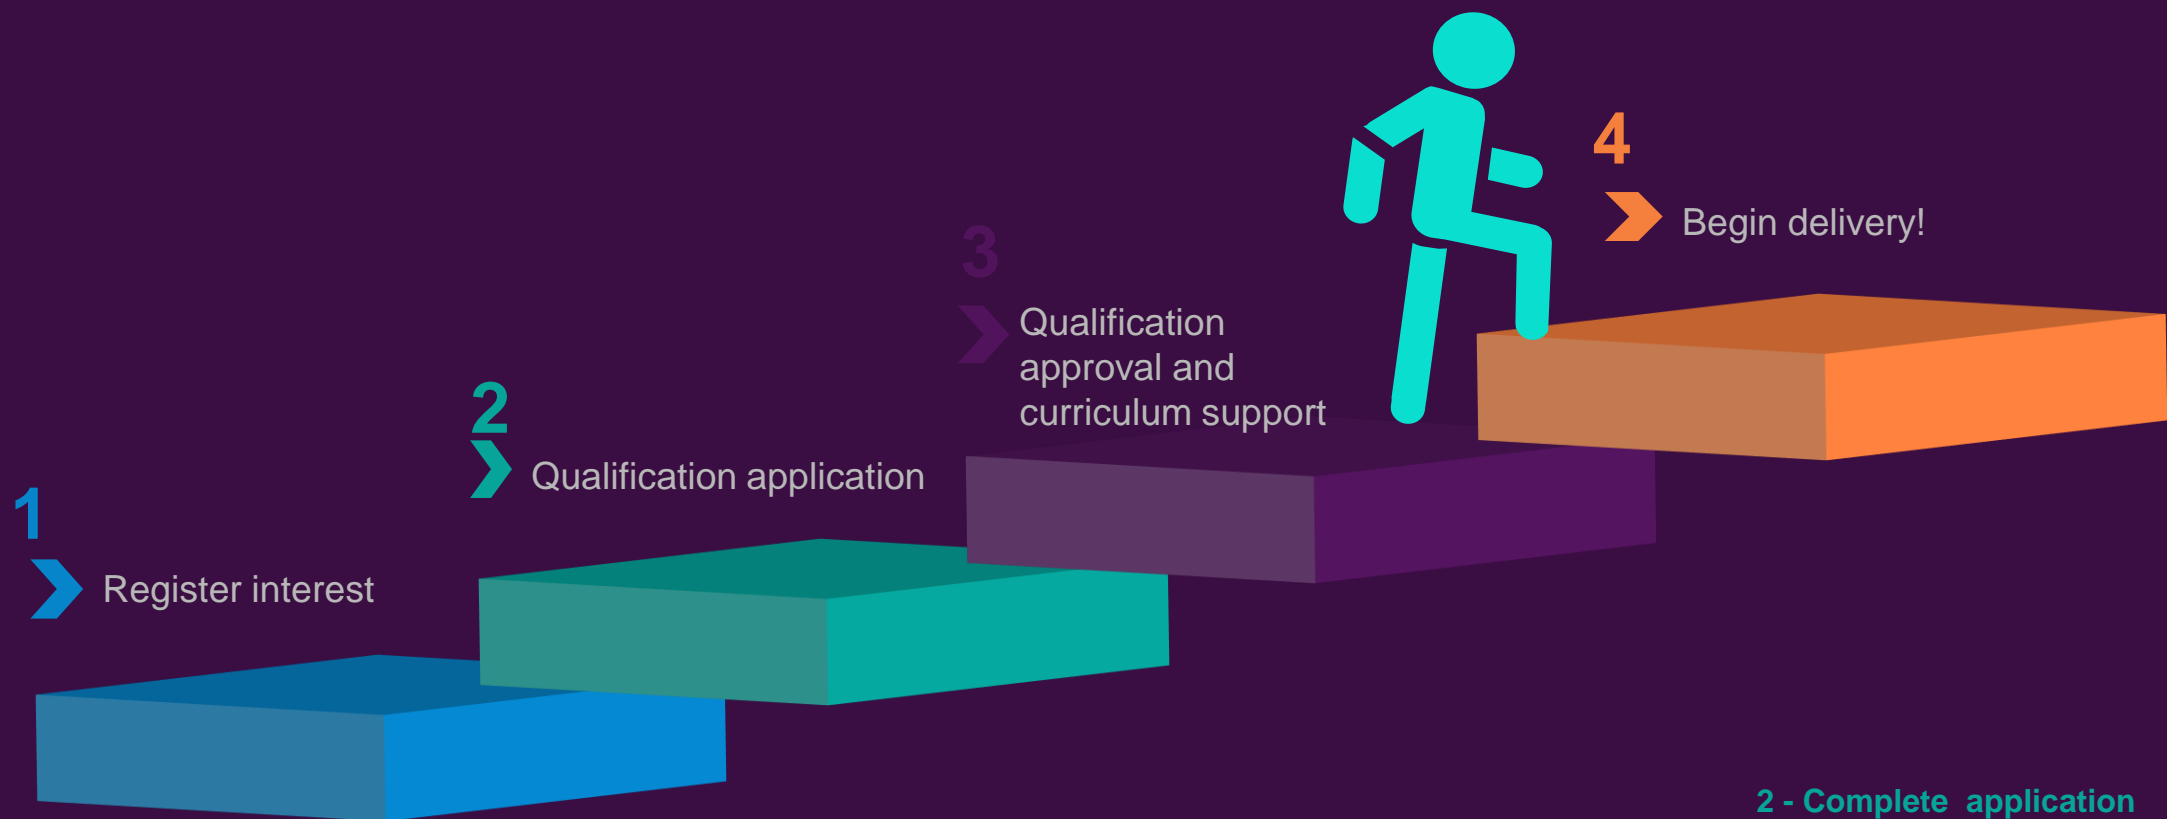 1
Register interest
2
Qualification application
3
Qualification
approval and
curriculum support
4
Begin delivery!
2 - Complete  application